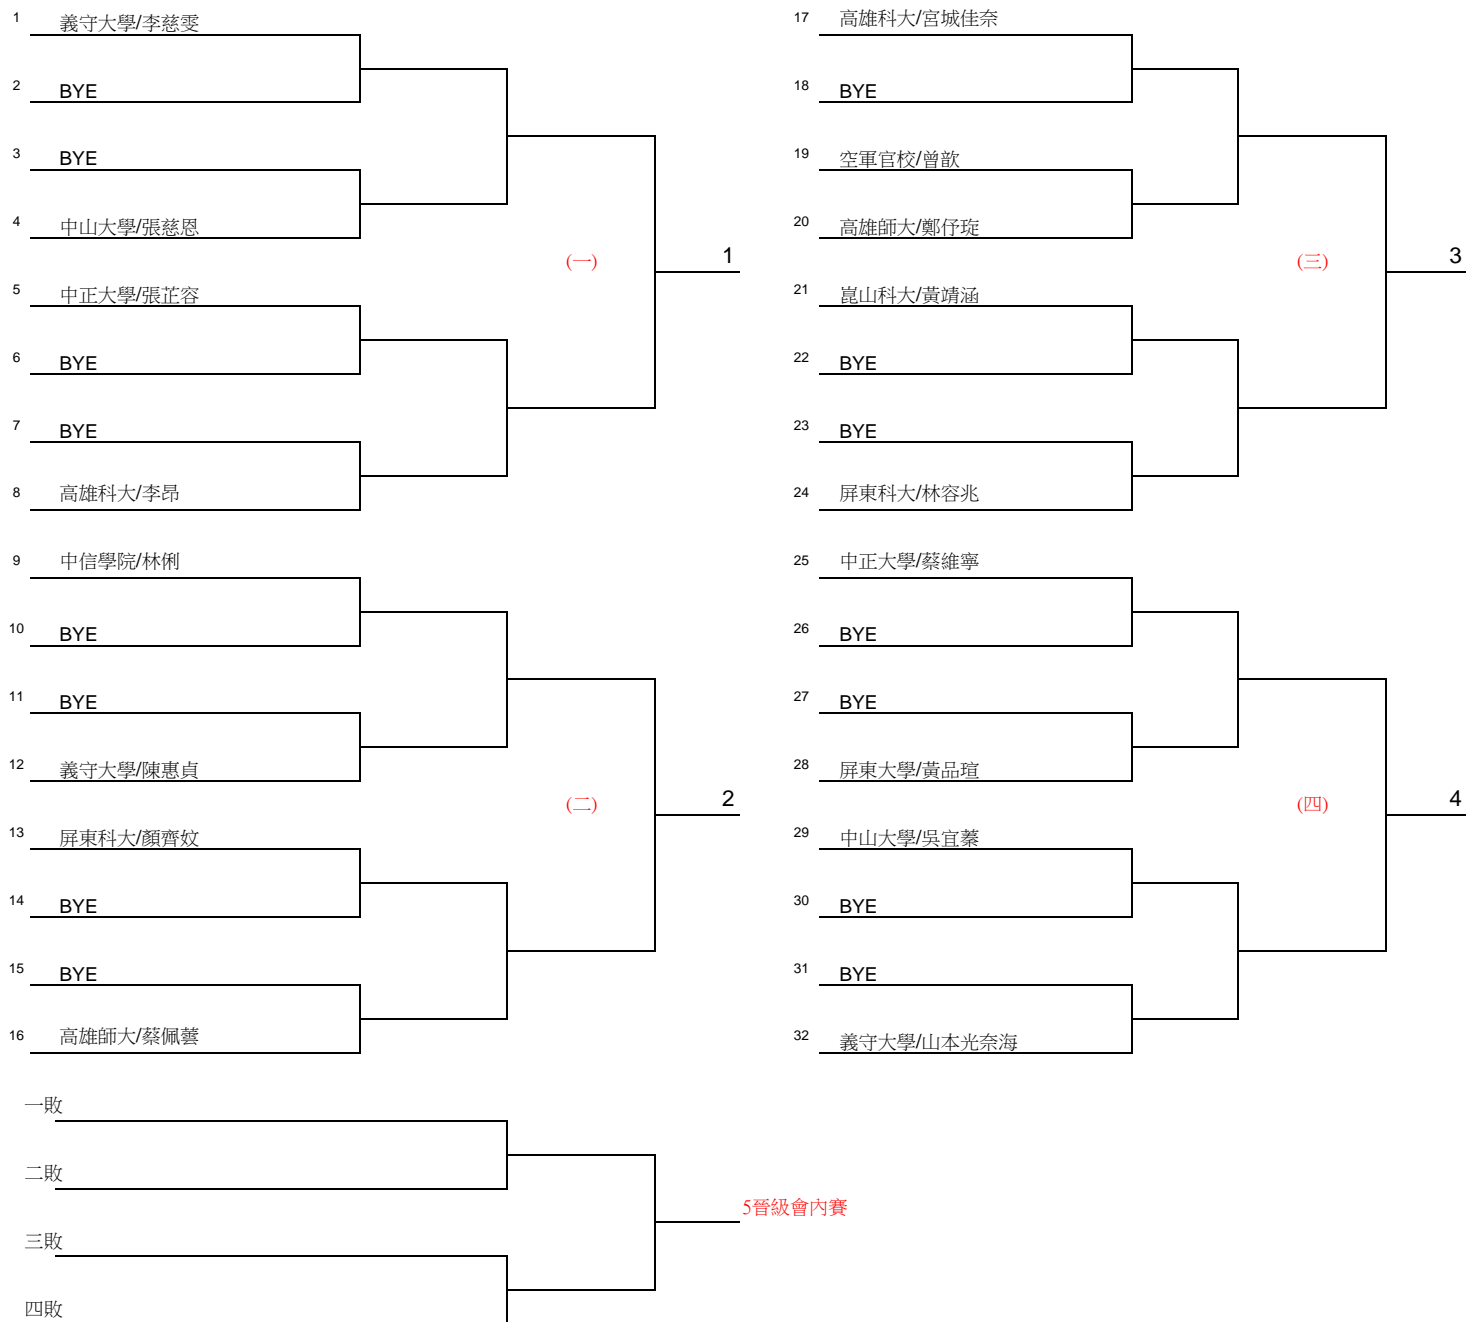 1 義守大學/李慈雯
2 BYE
3 BYE
4 中山大學/張慈恩
(一) 1
5 中正大學/張芷容
6 BYE
7 BYE
8 高雄科大/李昂
9 中信學院/林俐
10 BYE
11 BYE
12 義守大學/陳惠貞
(二) 2
13 屏東科大/顏齊妏
14 BYE
15 BYE
16 高雄師大/蔡佩蓉
17 高雄科大/宮城佳奈
18 BYE
19 空軍官校/曾歆
20 高雄師大/鄭伃琁
(三) 3
21 崑山科大/黃靖涵
22 BYE
23 BYE
24 屏東科大/林容兆
25 中正大學/蔡維寧
26 BYE
27 BYE
28 屏東大學/黃品瑄
(四) 4
29 中山大學/吳宜蓁
30 BYE
31 BYE
32 義守大學/山本光奈海
一敗
二敗
5晉級會內賽
三敗
四敗